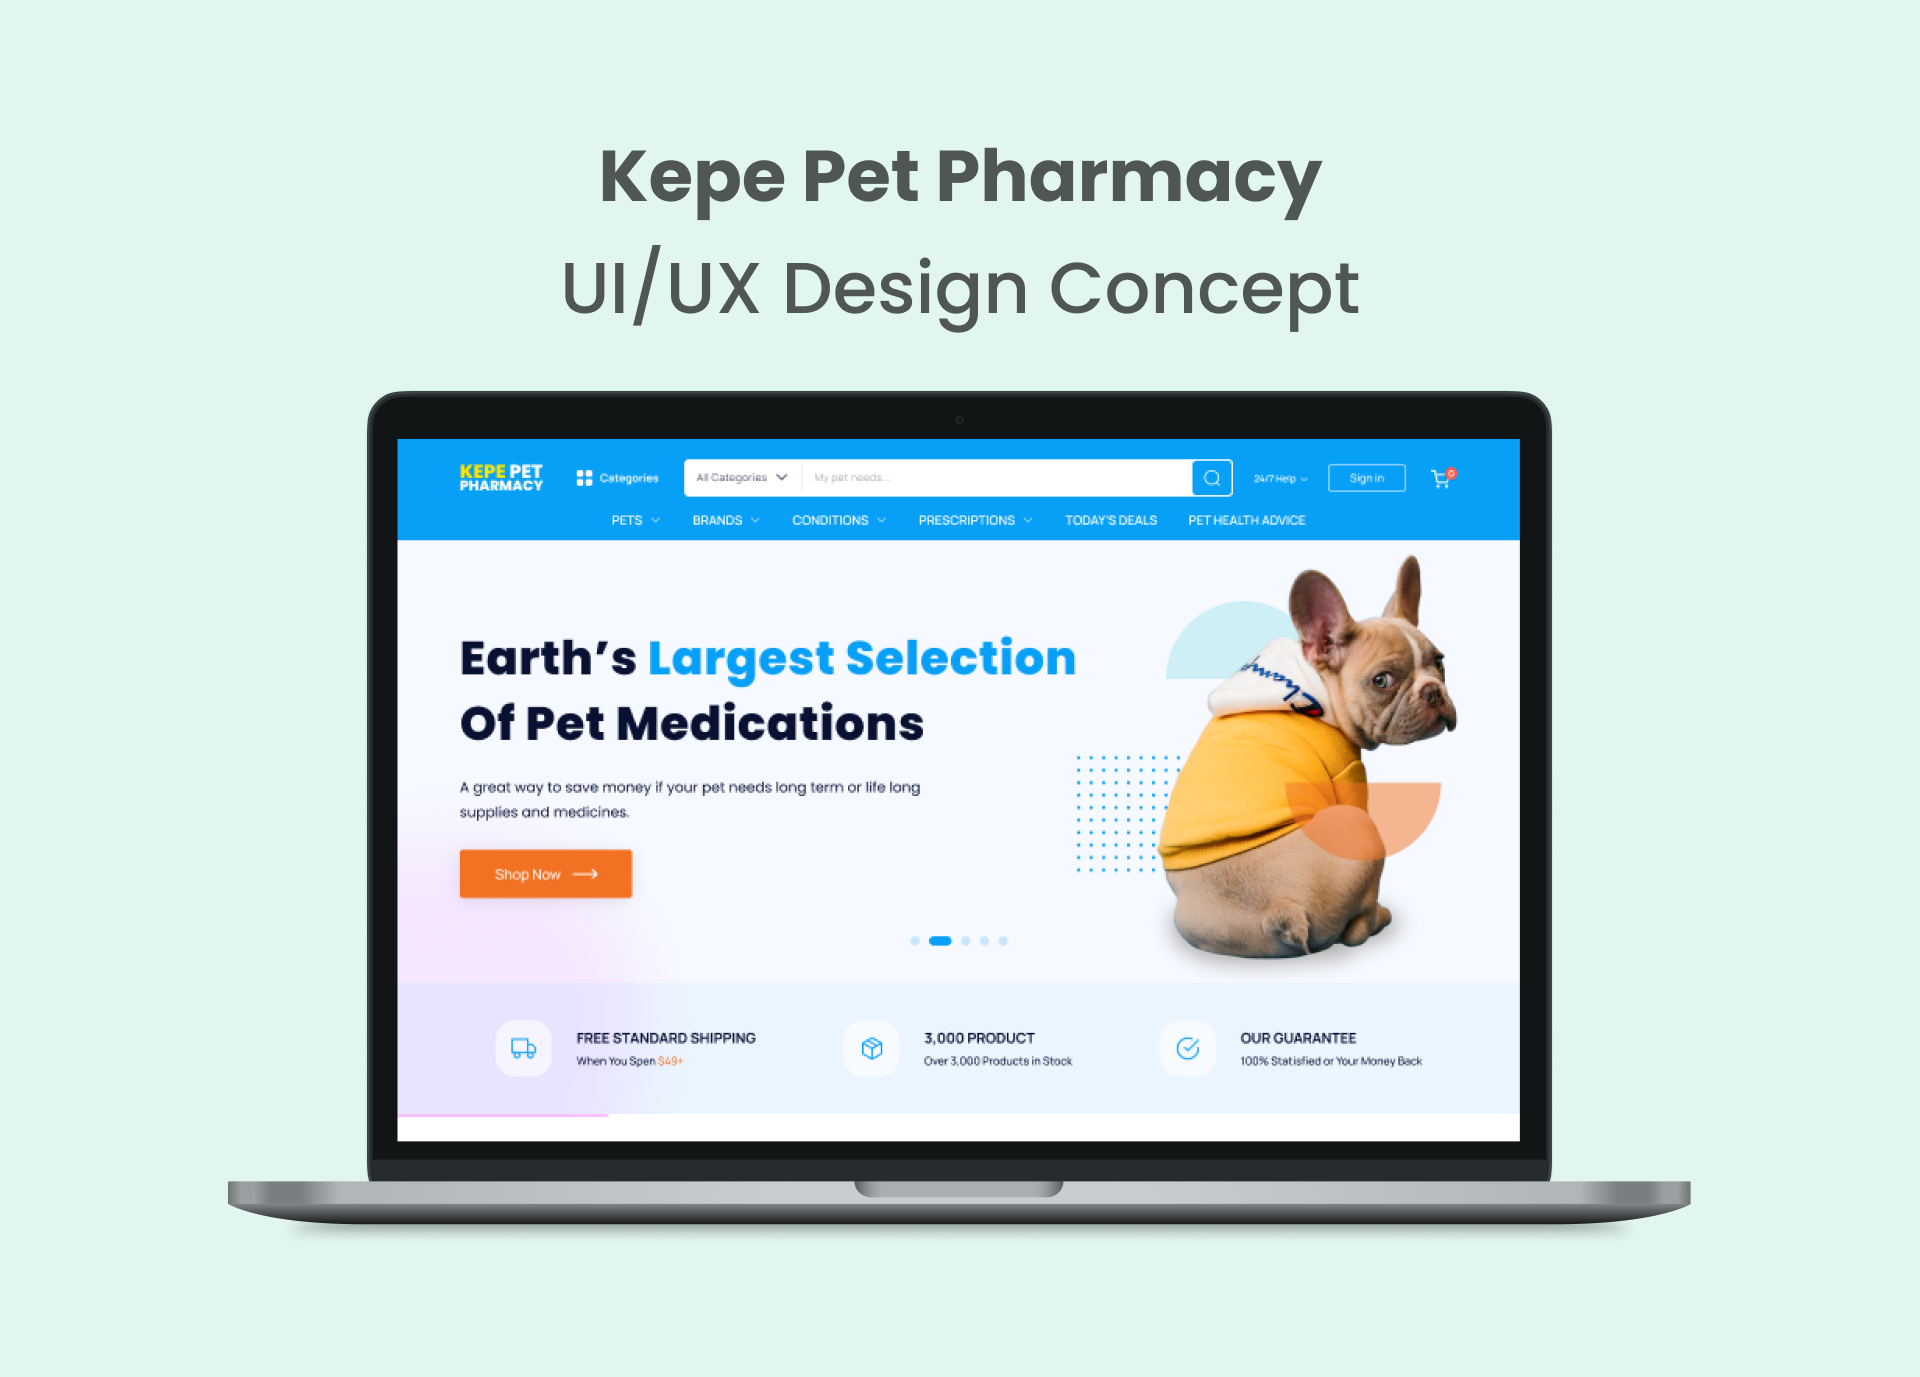 Kepe Pet Pharmacy
UI/UX Design Concept
KEPE PET
PHARMACY
Categories
All Categories
My pet needs...
24/7 Help
Sign in
0
PETS
BRANDS
CONDITIONS
PRESCRIPTIONS
TODAY'S DEALS
PET HEALTH ADVICE
Earth’s Largest Selection
Of Pet Medications
A great way to save money if your pet needs long term or life long
supplies and medicines.
Shop Now
FREE STANDARD SHIPPING
When You Spen $49+
3,000 PRODUCT
Over 3,000 Products in Stock
OUR GUARANTEE
100% Statisfied or Your Money Back